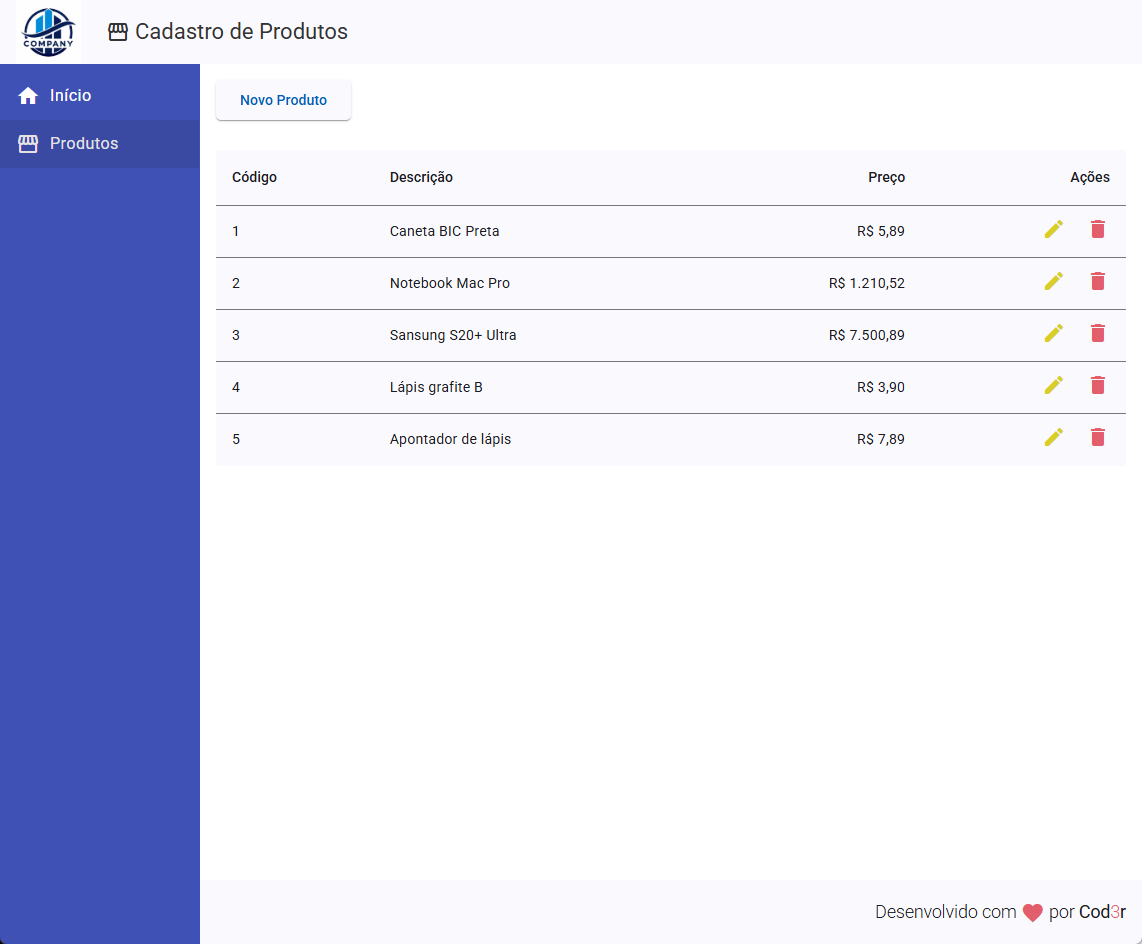 COMPANY
Cadastro de Produtos
Início
Produtos
Novo Produto
Código Descrição Preço Ações
1 Caneta BIC Preta R$ 5,89
2 Notebook Mac Pro R$ 1.210,52
3 Sansung S20+ Ultra R$ 7.500,89
4 Lápis grafite B R$ 3,90
5 Apontador de lápis R$ 7,89
Desenvolvido com por Cod3r